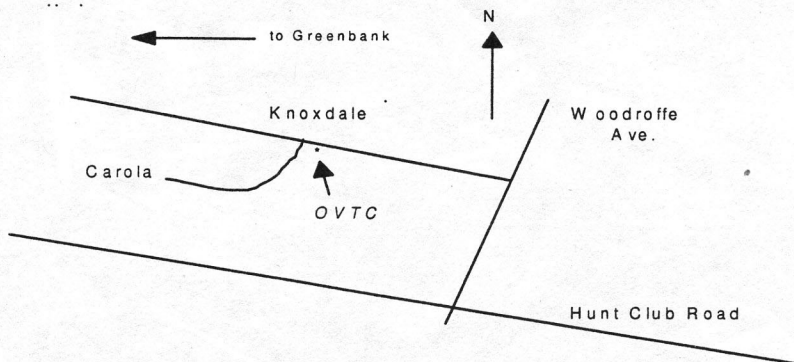 to Greenbank
N
Knoxdale
Woodroffe
Ave.
Carola
OVTC
Hunt Club Road